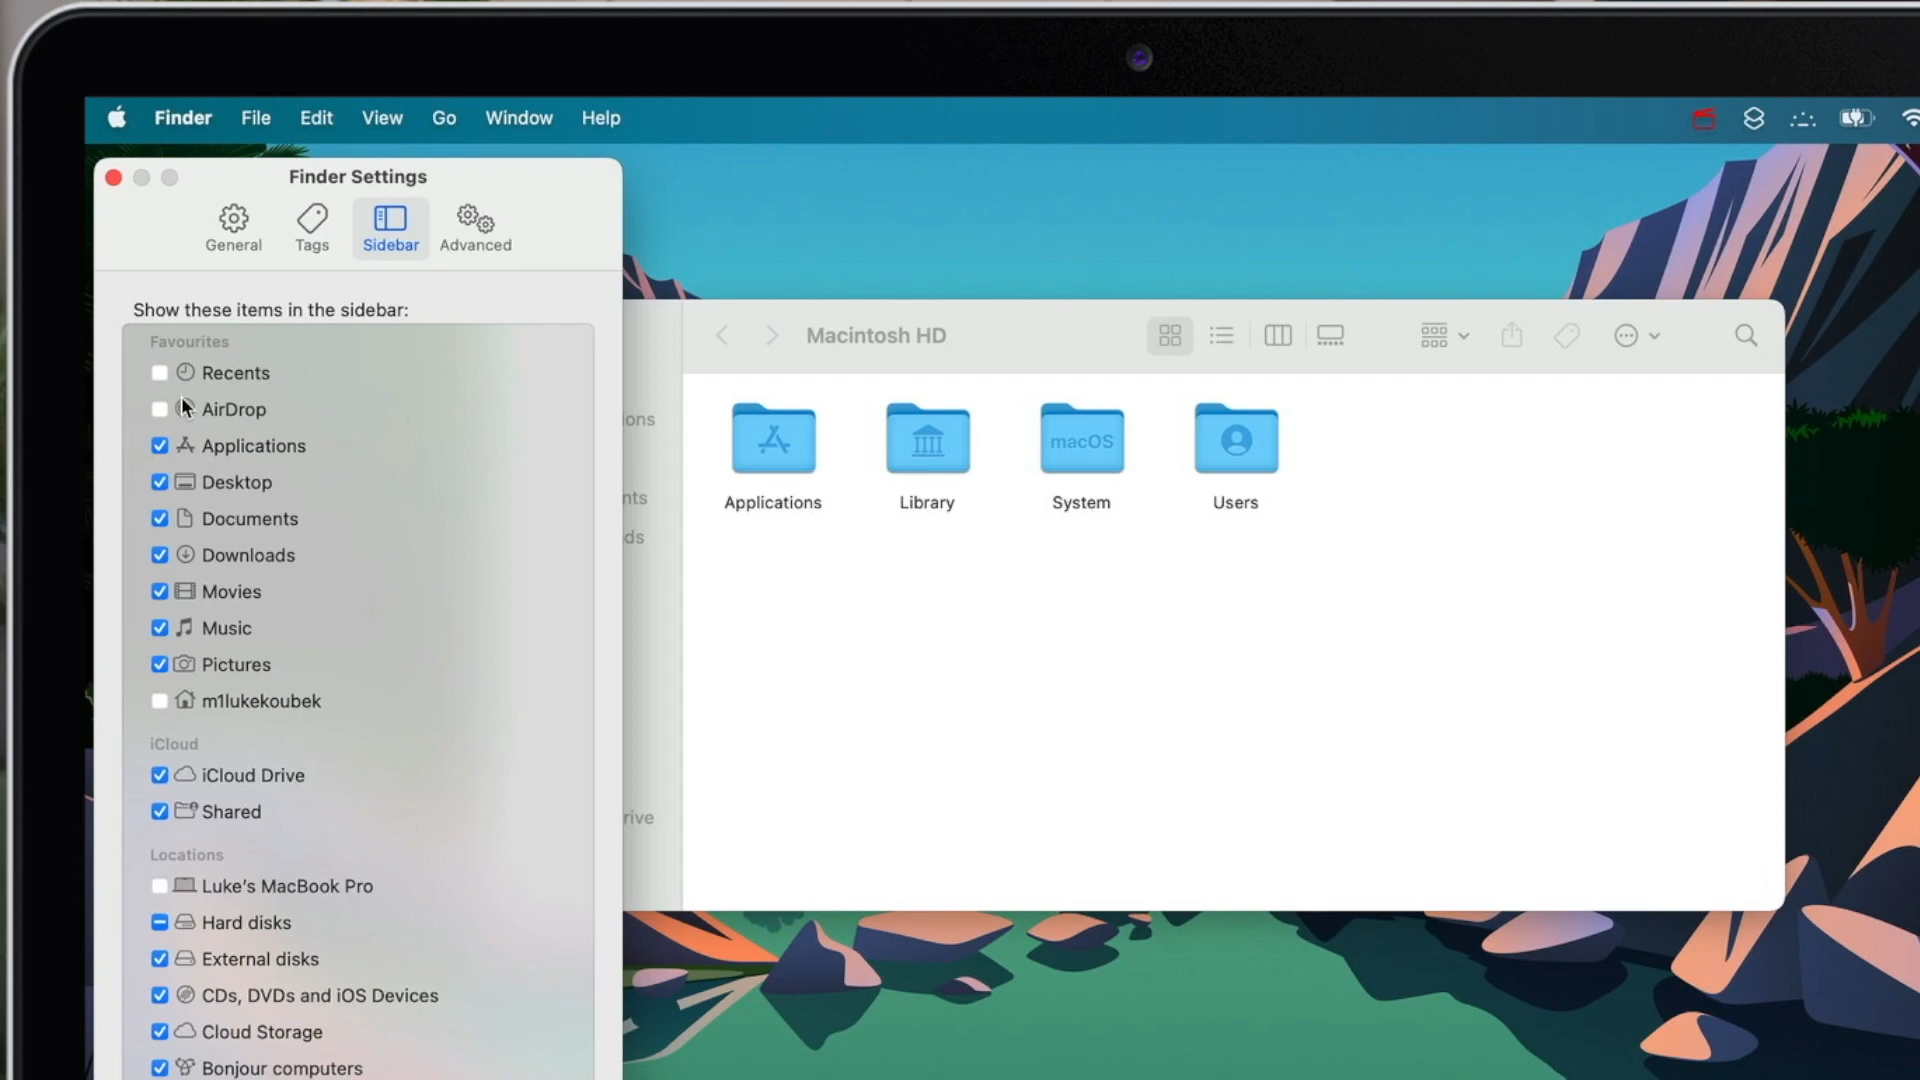 Finder File Edit View Go Window Help
Finder Settings
General Tags Sidebar Advanced
Show these items in the sidebar:
Favourites
Recents
AirDrop
Applications
Desktop
Documents
Downloads
Movies
Music
Pictures
m1lukekoubek
iCloud
iCloud Drive
Shared
Locations
Luke's MacBook Pro
Hard disks
External disks
CDs, DVDs and iOS Devices
Cloud Storage
Bonjour computers
Macintosh HD
ions
nts
ds
rive
macOS
Applications Library System Users